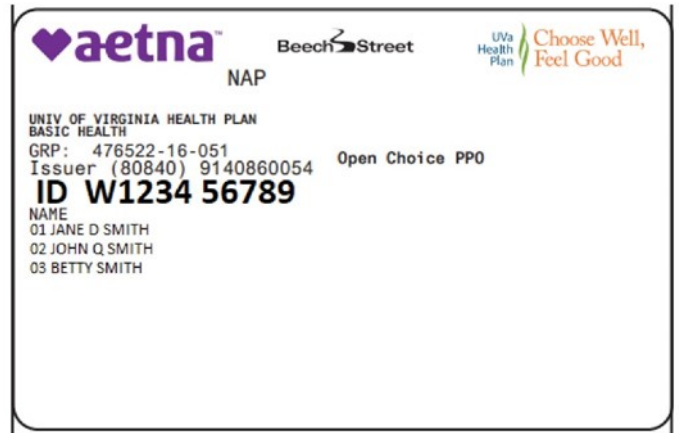 aetna™
BeechStreet
UVa Health Plan
Choose Well,
Feel Good
NAP
UNIV OF VIRGINIA HEALTH PLAN
BASIC HEALTH
GRP: 476522-16-051
Open Choice PPO
Issuer (80840) 9140860054
ID W1234 56789
NAME
01 JANE D SMITH
02 JOHN Q SMITH
03 BETTY SMITH